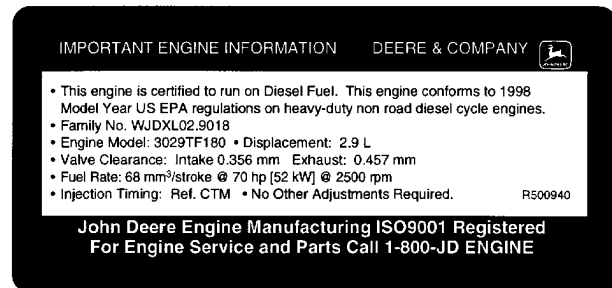 IMPORTANT ENGINE INFORMATION DEERE & COMPANY
• This engine is certified to run on Diesel Fuel. This engine conforms to 1998
Model Year US EPA regulations on heavy-duty non road diesel cycle engines.
• Family No. WJDXL02.9018
• Engine Model: 3029TF180 • Displacement: 2.9 L
• Valve Clearance: Intake 0.356 mm Exhaust: 0.457 mm
• Fuel Rate: 68 mm³/stroke @ 70 hp [52 kW] @ 2500 rpm
• Injection Timing: Ref. CTM • No Other Adjustments Required. R500940
John Deere Engine Manufacturing ISO9001 Registered
For Engine Service and Parts Call 1-800-JD ENGINE